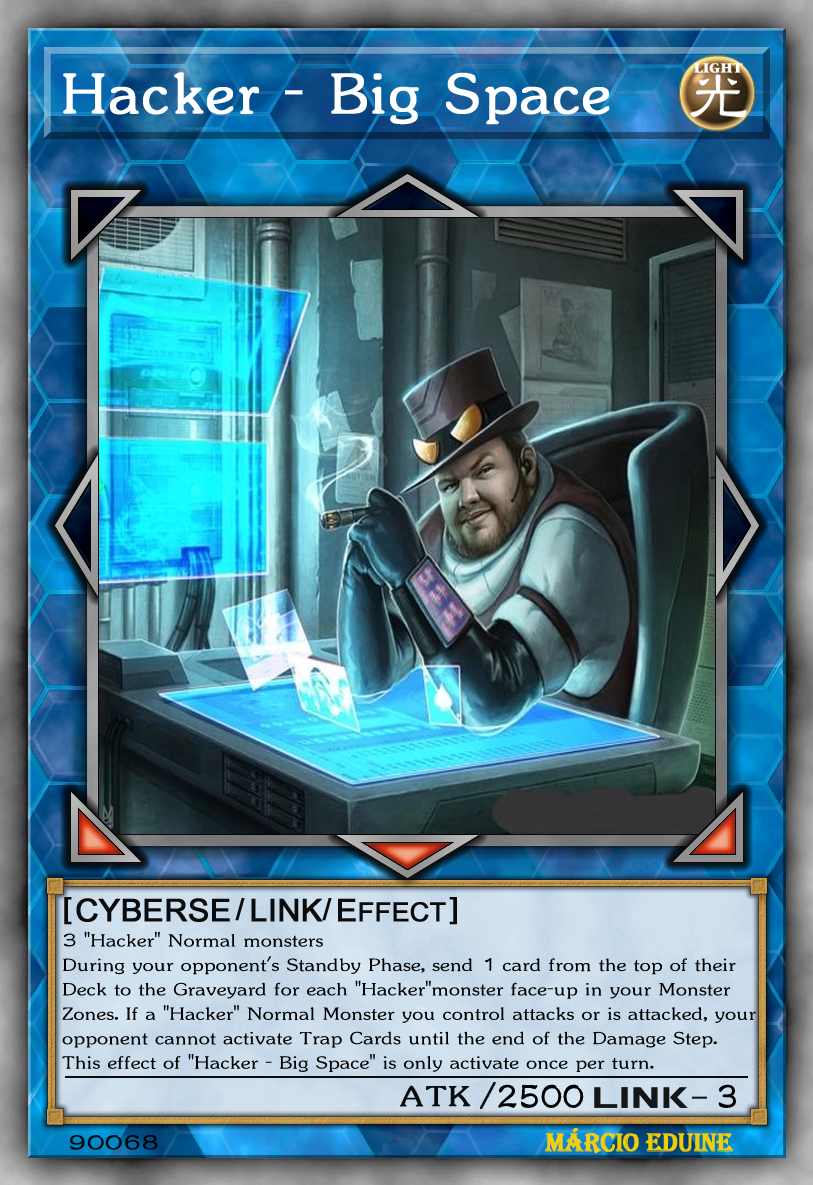 Hacker - Big Space
LIGHT
光
[CYBERSE/LINK/EFFECT]
3 "Hacker" Normal monsters
During your opponent's Standby Phase, send 1 card from the top of their
Deck to the Graveyard for each "Hacker"monster face-up in your Monster
Zones. If a "Hacker" Normal Monster you control attacks or is attacked, your
opponent cannot activate Trap Cards until the end of the Damage Step.
This effect of "Hacker - Big Space" is only activate once per turn.
ATK /2500 LINK- 3
90068 MÁRCIO EDUINE